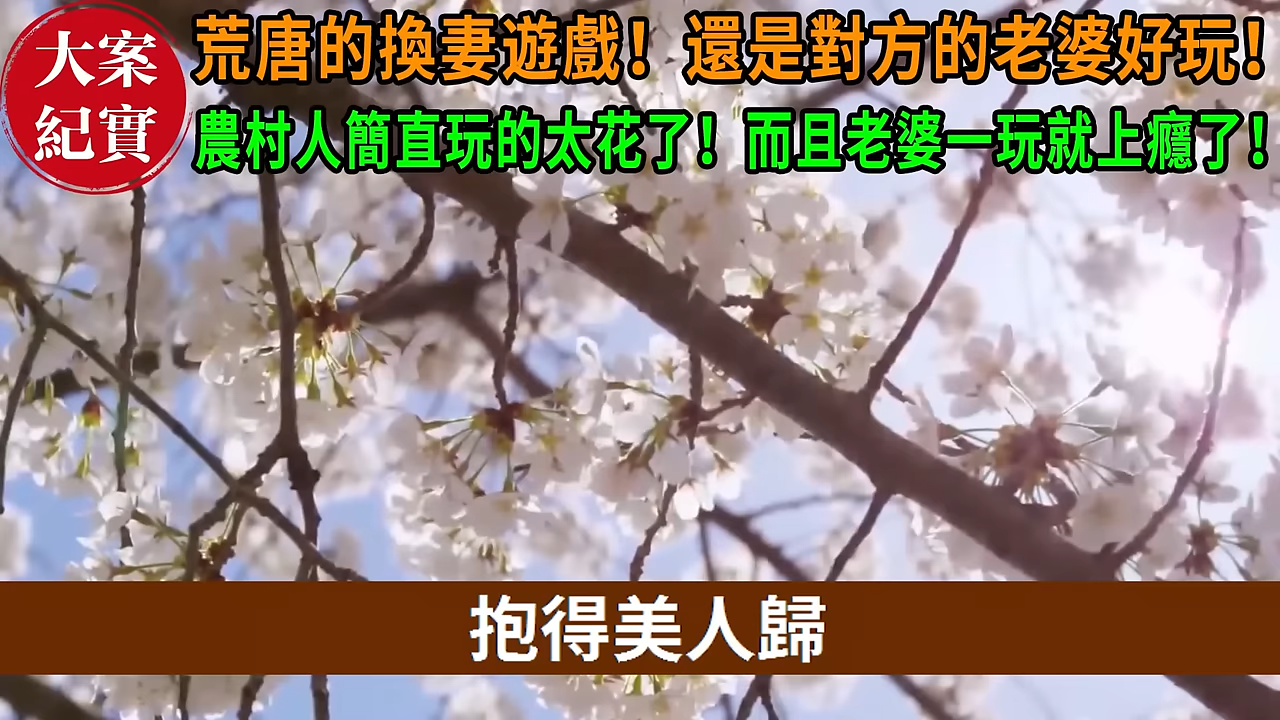 大案
紀實
荒唐的換妻遊戲！還是對方的老婆好玩！
農村人簡直玩的太花了！而且老婆一玩就上癮了！
抱得美人歸